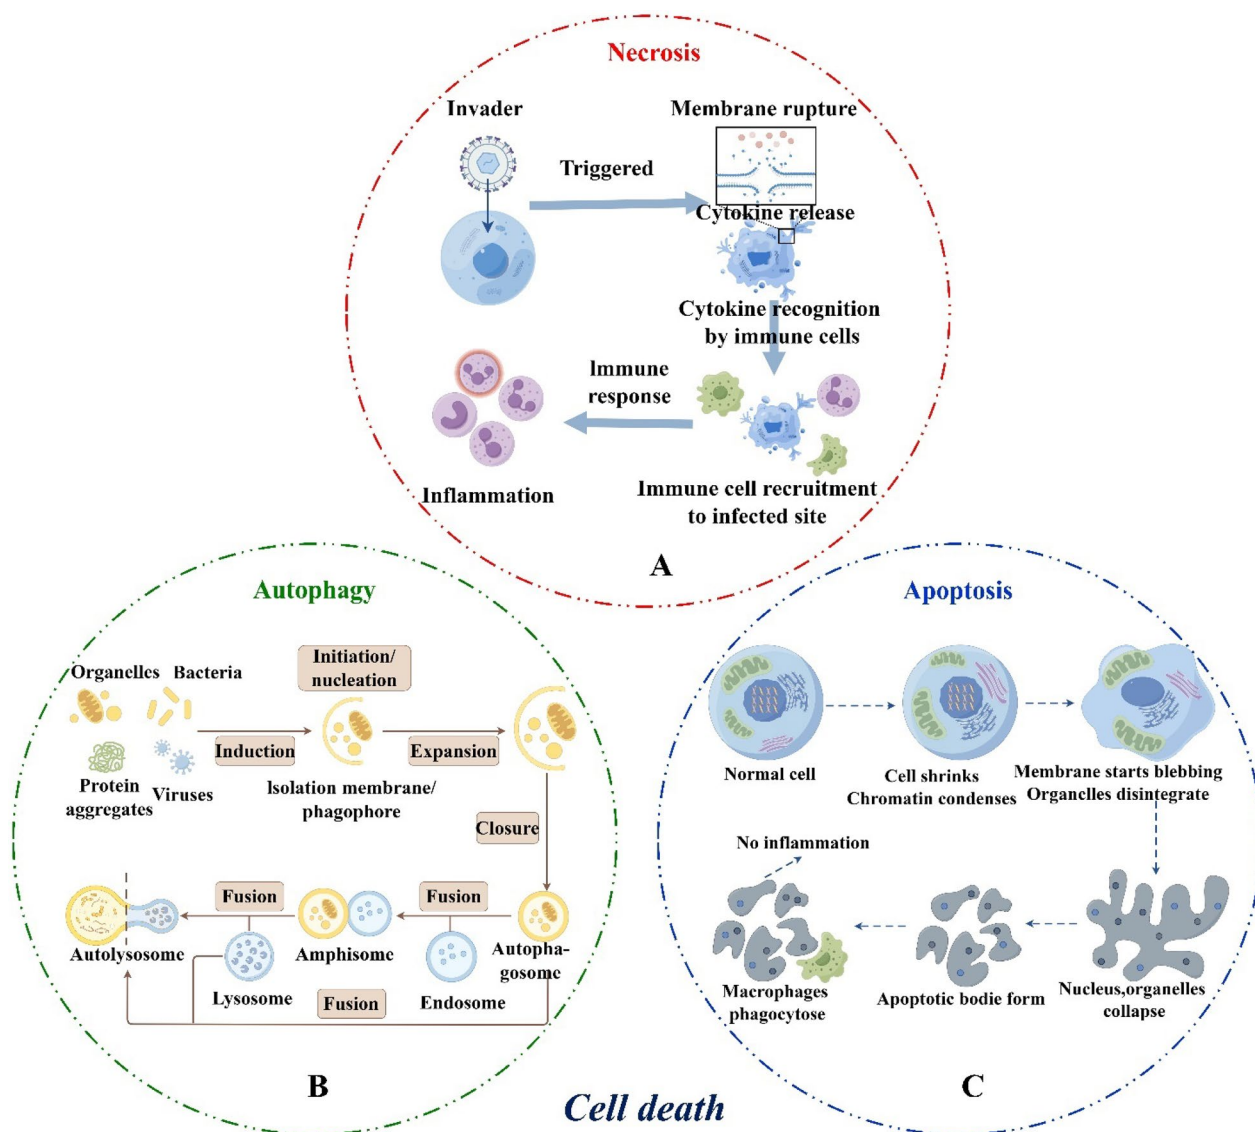 Necrosis
Invader
Membrane rupture
Triggered
Cytokine release
Cytokine recognition
by immune cells
Immune
response
Inflammation
Immune cell recruitment
to infected site
A
Autophagy
Organelles
Bacteria
Initiation/
nucleation
Induction
Expansion
Protein
aggregates
Viruses
Isolation membrane/
phagophore
Closure
Fusion
Fusion
Autolysosome
Amphisome
Autopha-
gosome
Lysosome
Fusion
Endosome
B
Apoptosis
Normal cell
Cell shrinks
Chromatin condenses
Membrane starts blebbing
Organclles disintegrate
No inflammation
Macrophages
phagocytose
Apoptotic bodie form
Nucleus,organelles
collapse
C
Cell death